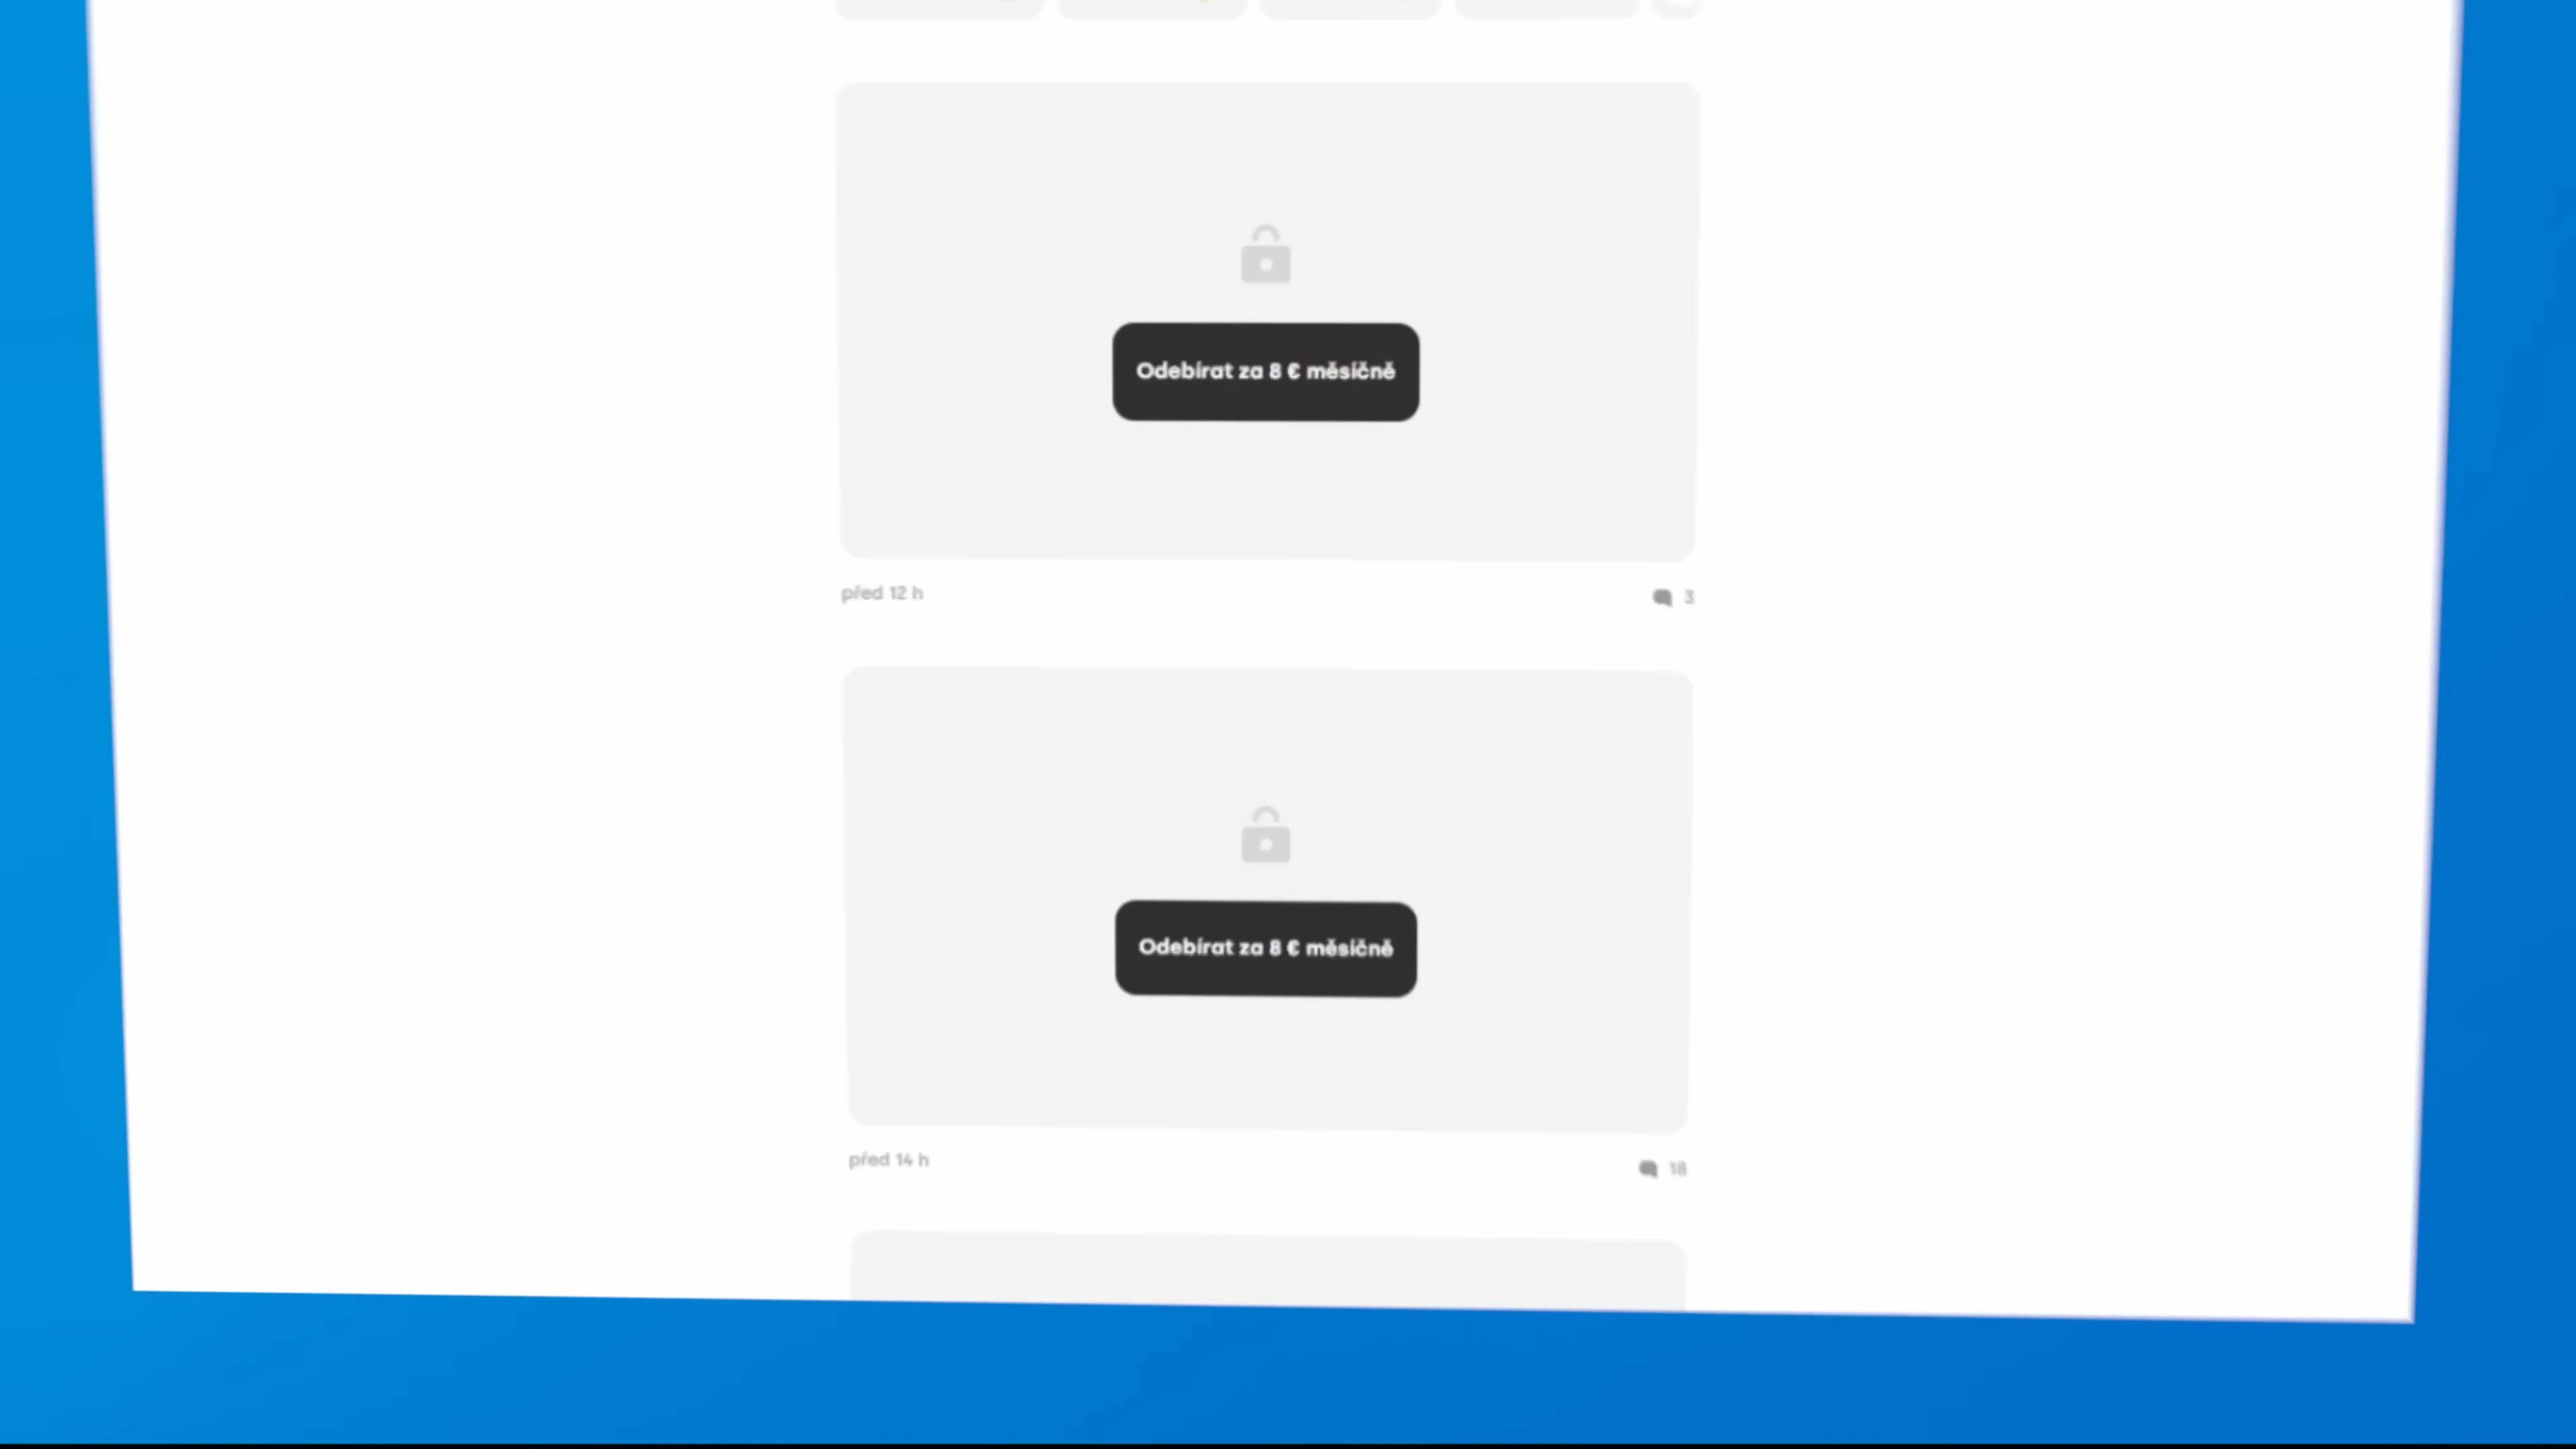 Odebírat za 8 € měsíčně
před 12 h
3
Odebírat za 8 € měsíčně
před 14 h
18